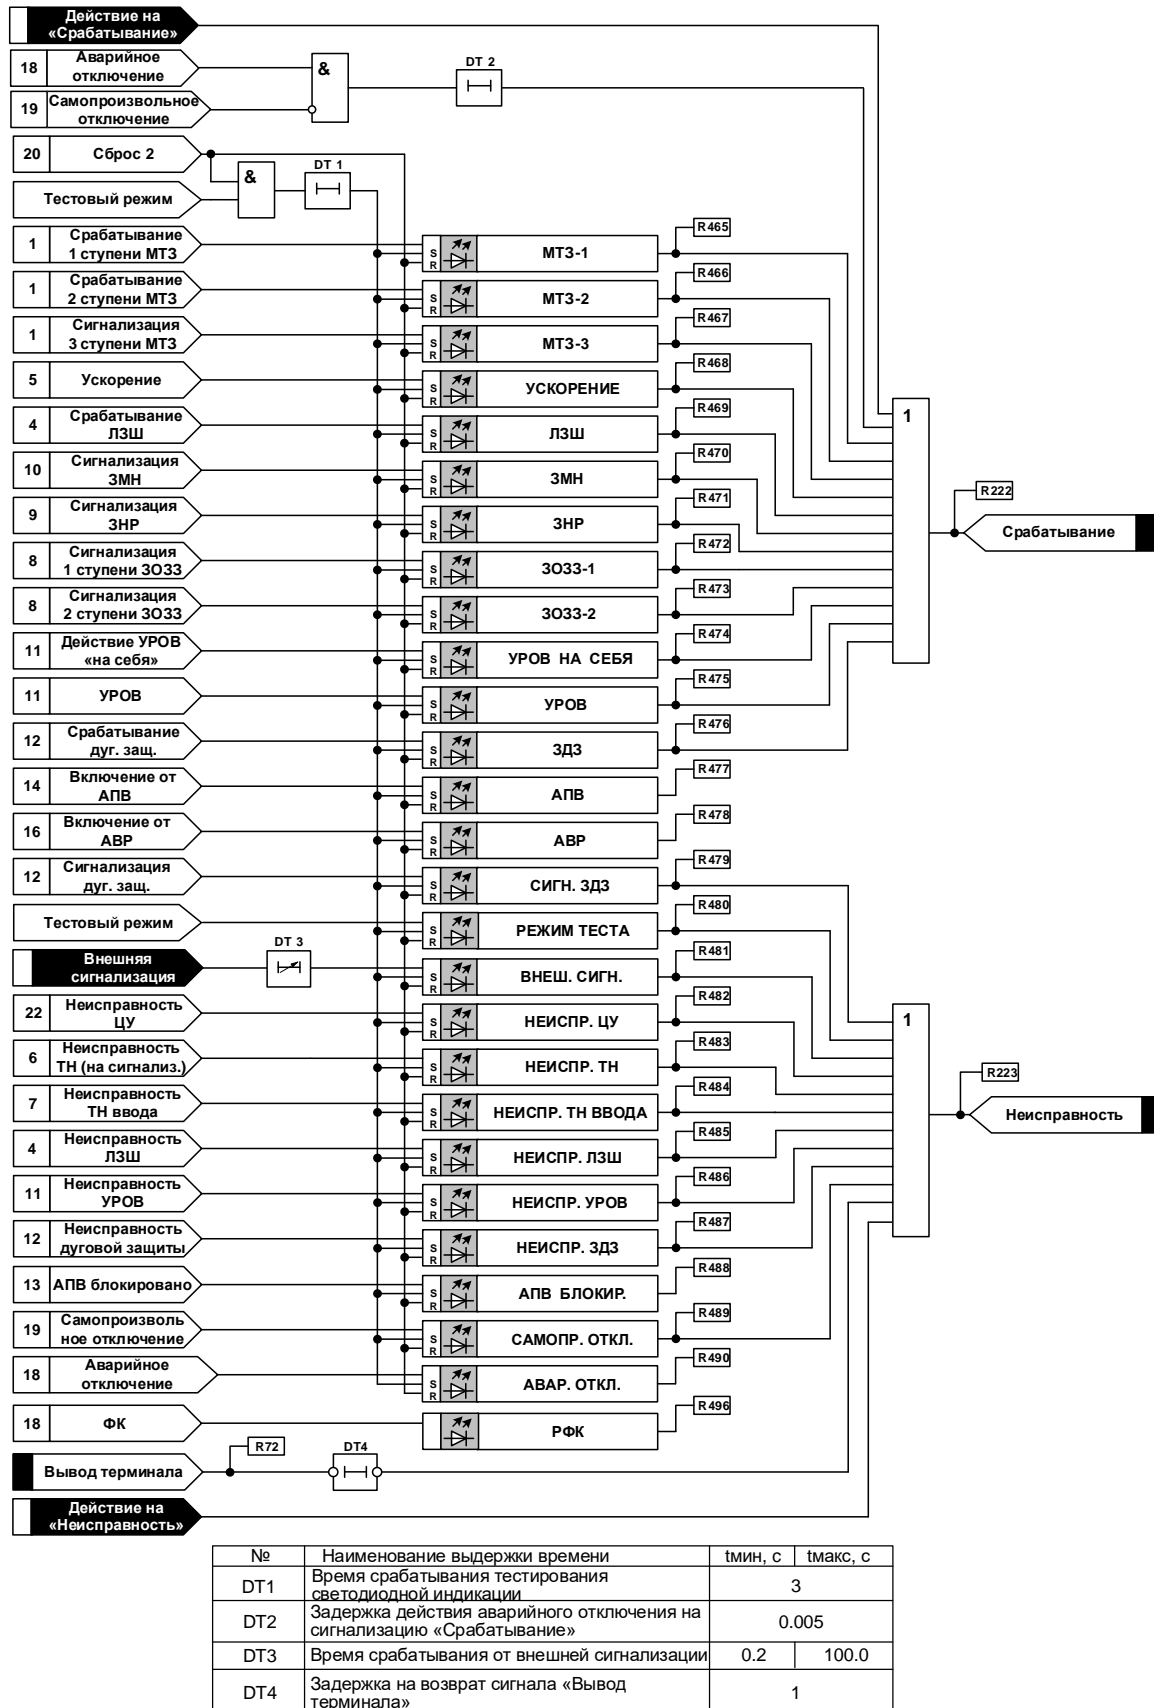 Действие на
«Срабатывание»
18 Аварийное
отключение
&
DT 2
19 Самопроизвольное
отключение
20 Сброс 2
&
DT 1
Тестовый режим
1 Срабатывание
1 ступени МТЗ
S
R
МТЗ-1
R465
1 Срабатывание
2 ступени МТЗ
S
R
МТЗ-2
R466
1 Сигнализация
3 ступени МТЗ
S
R
МТЗ-3
R467
5 Ускорение
S
R
УСКОРЕНИЕ
R468
4 Срабатывание
ЛЗШ
S
R
ЛЗШ
R469
1
10 Сигнализация
ЗМН
S
R
ЗМН
R470
9 Сигнализация
ЗНР
S
R
ЗНР
R471
R222
Срабатывание
8 Сигнализация
1 ступени ЗОЗЗ
S
R
ЗОЗЗ-1
R472
8 Сигнализация
2 ступени ЗОЗЗ
S
R
ЗОЗЗ-2
R473
11 Действие УРОВ
«на себя»
S
R
УРОВ НА СЕБЯ
R474
11 УРОВ
S
R
УРОВ
R475
12 Срабатывание
дуг. защ.
S
R
ЗДЗ
R476
14 Включение от
АПВ
S
R
АПВ
R477
16 Включение от
АВР
S
R
АВР
R478
12 Сигнализация
дуг. защ.
S
R
СИГН. ЗДЗ
R479
Тестовый режим
S
R
РЕЖИМ ТЕСТА
R480
Внешняя
сигнализация
DT 3
S
R
ВНЕШ. СИГН.
R481
22 Неисправность
ЦУ
S
R
НЕИСПР. ЦУ
R482
1
6 Неисправность
ТН (на сигнализ.)
S
R
НЕИСПР. ТН
R483
R223
Неисправность
7 Неисправность
ТН ввода
S
R
НЕИСПР. ТН ВВОДА
R484
4 Неисправность
ЛЗШ
S
R
НЕИСПР. ЛЗШ
R485
11 Неисправность
УРОВ
S
R
НЕИСПР. УРОВ
R486
12 Неисправность
дуговой защиты
S
R
НЕИСПР. ЗДЗ
R487
13 АПВ блокировано
S
R
АПВ БЛОКИР.
R488
19 Самопроизволь
ное отключение
S
R
САМОПР. ОТКЛ.
R489
18 Аварийное
отключение
S
R
АВАР. ОТКЛ.
R490
18 ФК
РФК
R496
Вывод терминала
R72
DT4
Действие на
«Неисправность»
№ Наименование выдержки времени tмин, с tмакс, с
DT1 Время срабатывания тестирования
светодиодной индикации 3
DT2 Задержка действия аварийного отключения на
сигнализацию «Срабатывание» 0.005
DT3 Время срабатывания от внешней сигнализации 0.2 100.0
DT4 Задержка на возврат сигнала «Вывод
терминала» 1